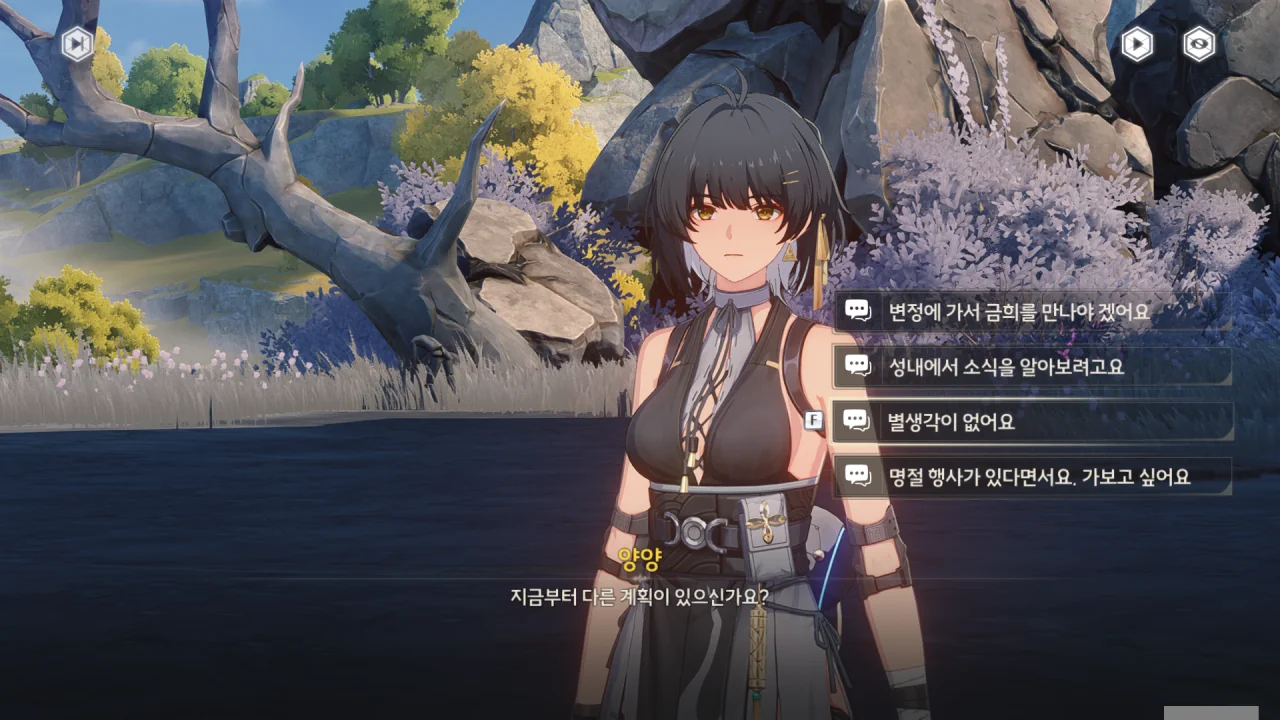 변정에 가서 금희를 만나야 겠어요
성내에서 소식을 알아보려고요
F
별생각이 없어요
명절 행사가 있다면서요. 가보고 싶어요
양양
지금부터 다른 계획이 있으신가요?